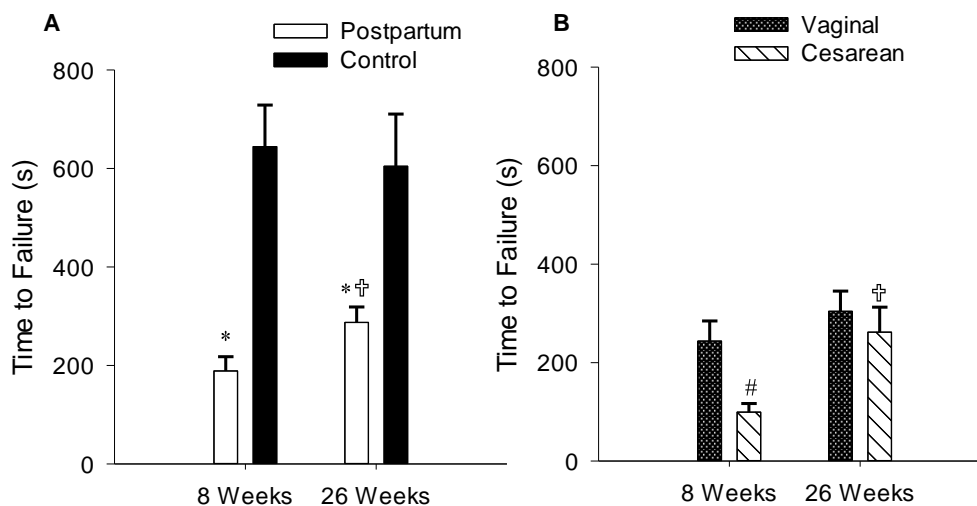 A
Postpartum
Control
Time to Failure (s)
800
600
400
200
0
*
*✞
8 Weeks
26 Weeks
B
Vaginal
Cesarean
Time to Failure (s)
800
600
400
200
0
#
✞
8 Weeks
26 Weeks